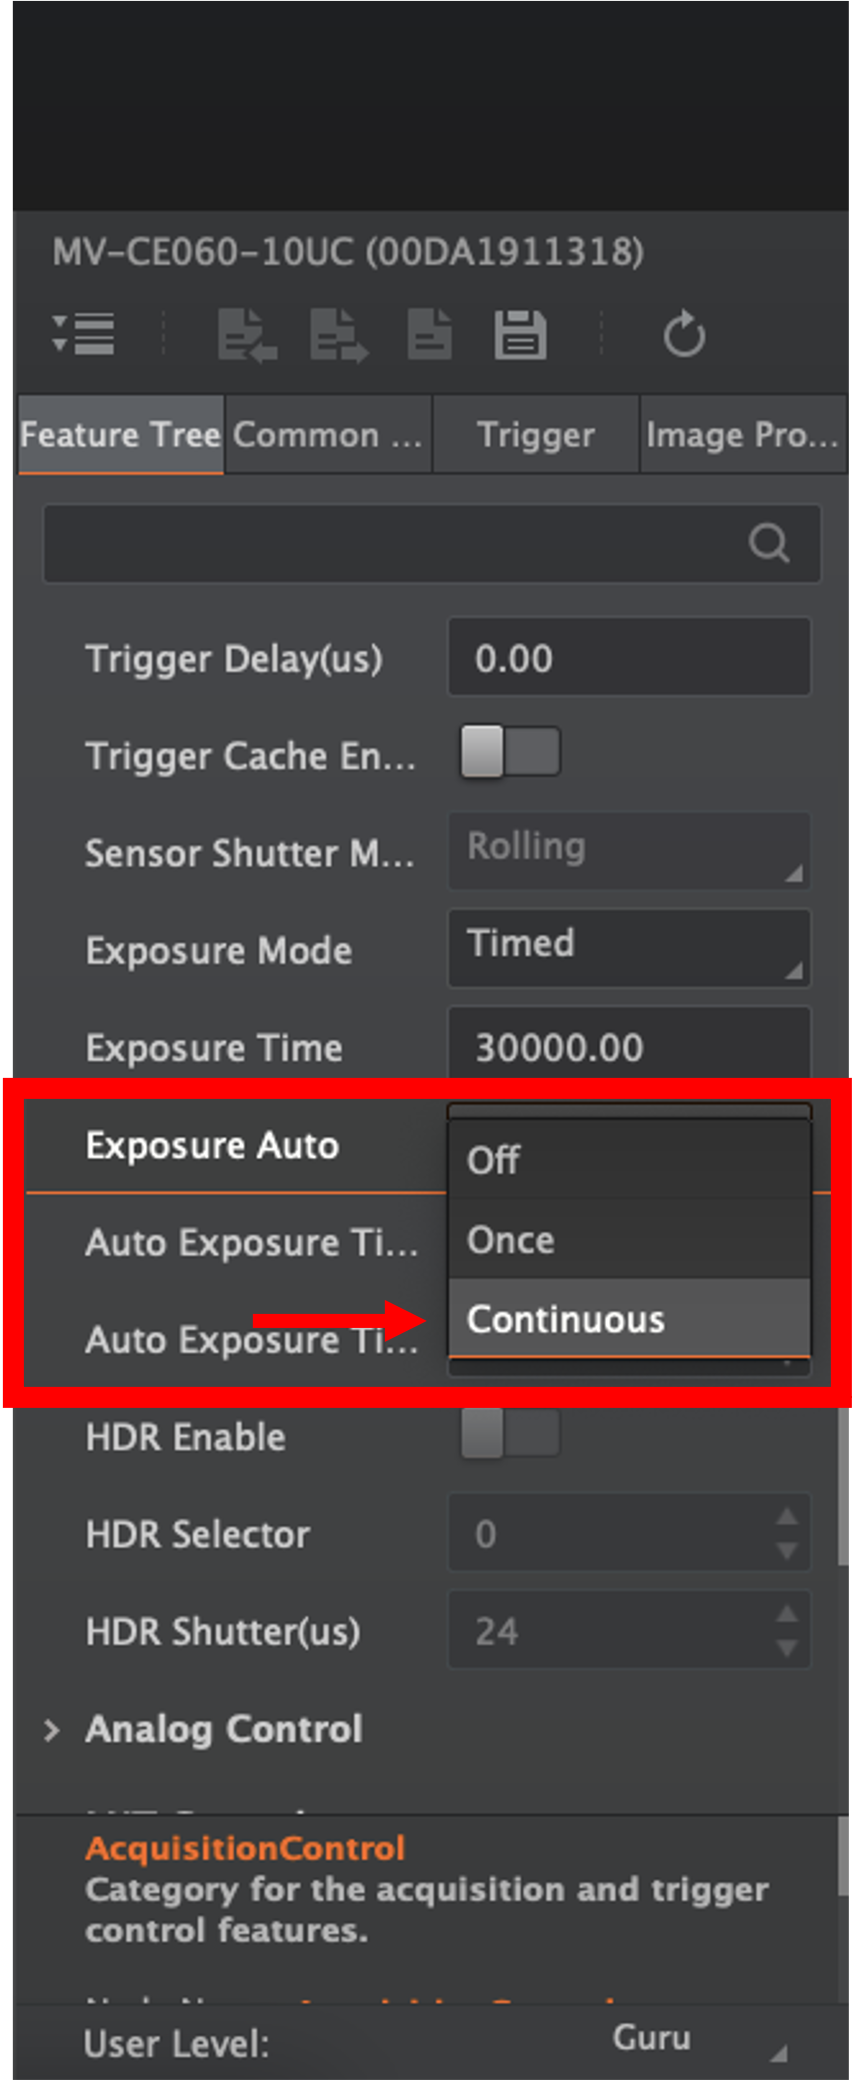 MV-CE060-10UC (00DA1911318)
Feature Tree Common ... Trigger Image Pro...
Trigger Delay(us) 0.00
Trigger Cache En...
Sensor Shutter M... Rolling
Exposure Mode Timed
Exposure Time 30000.00
Exposure Auto
Off
Auto Exposure Ti... Once
Auto Exposure Ti... Continuous
HDR Enable
HDR Selector 0
HDR Shutter(us) 24
Analog Control
AcquisitionControl
Category for the acquisition and trigger
control features.
User Level: Guru